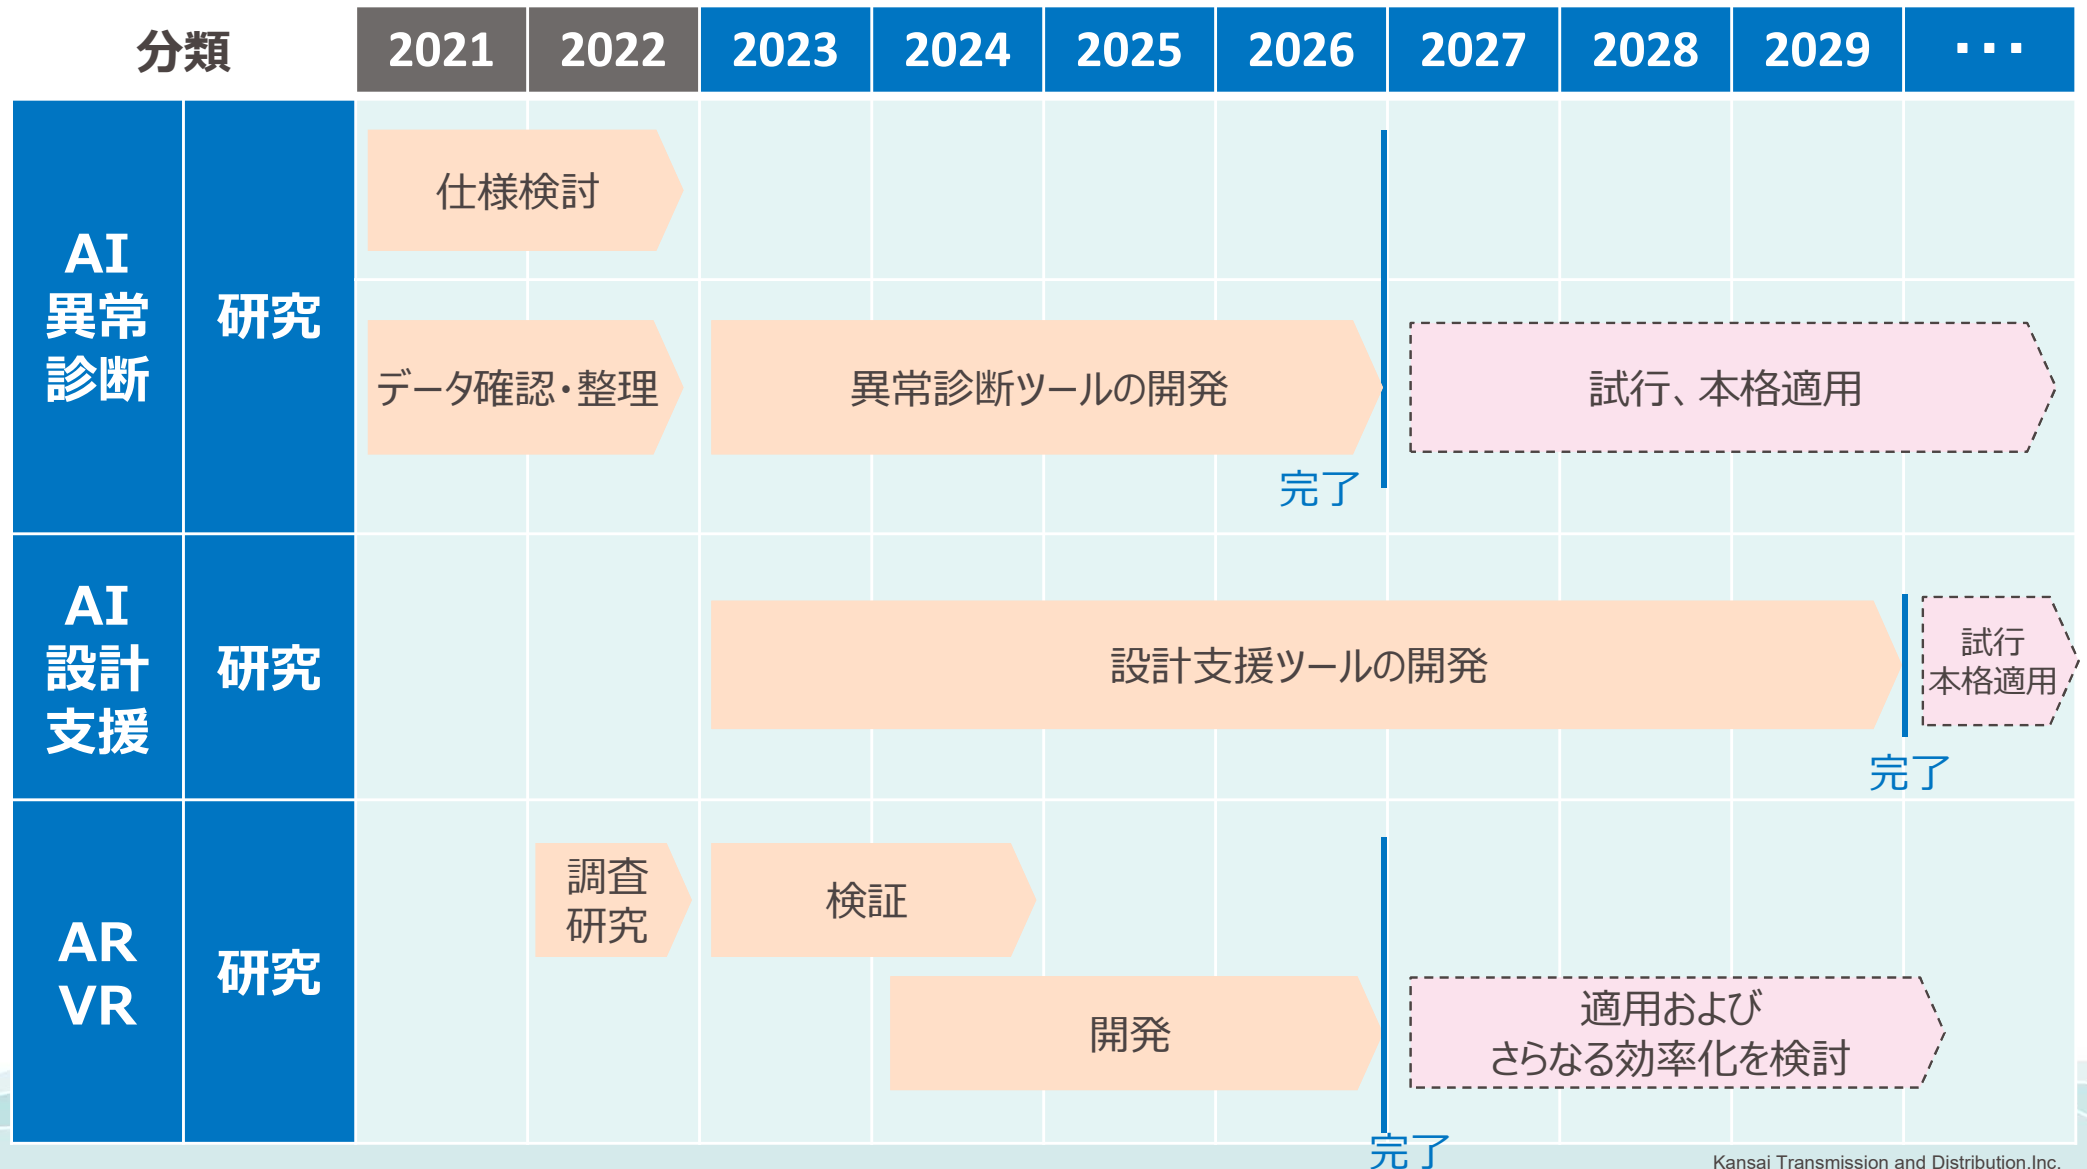 分類
2021
2022
2023
2024
2025
2026
2027
2028
2029
･･･
AI
異常
診断
研究
仕様検討
データ確認・整理
異常診断ツールの開発
試行、本格適用
完了
AI
設計
支援
研究
設計支援ツールの開発
試行
本格適用
完了
AR
VR
研究
調査
研究
検証
開発
適用および
さらなる効率化を検討
完了
Kansai Transmission and Distribution,Inc.